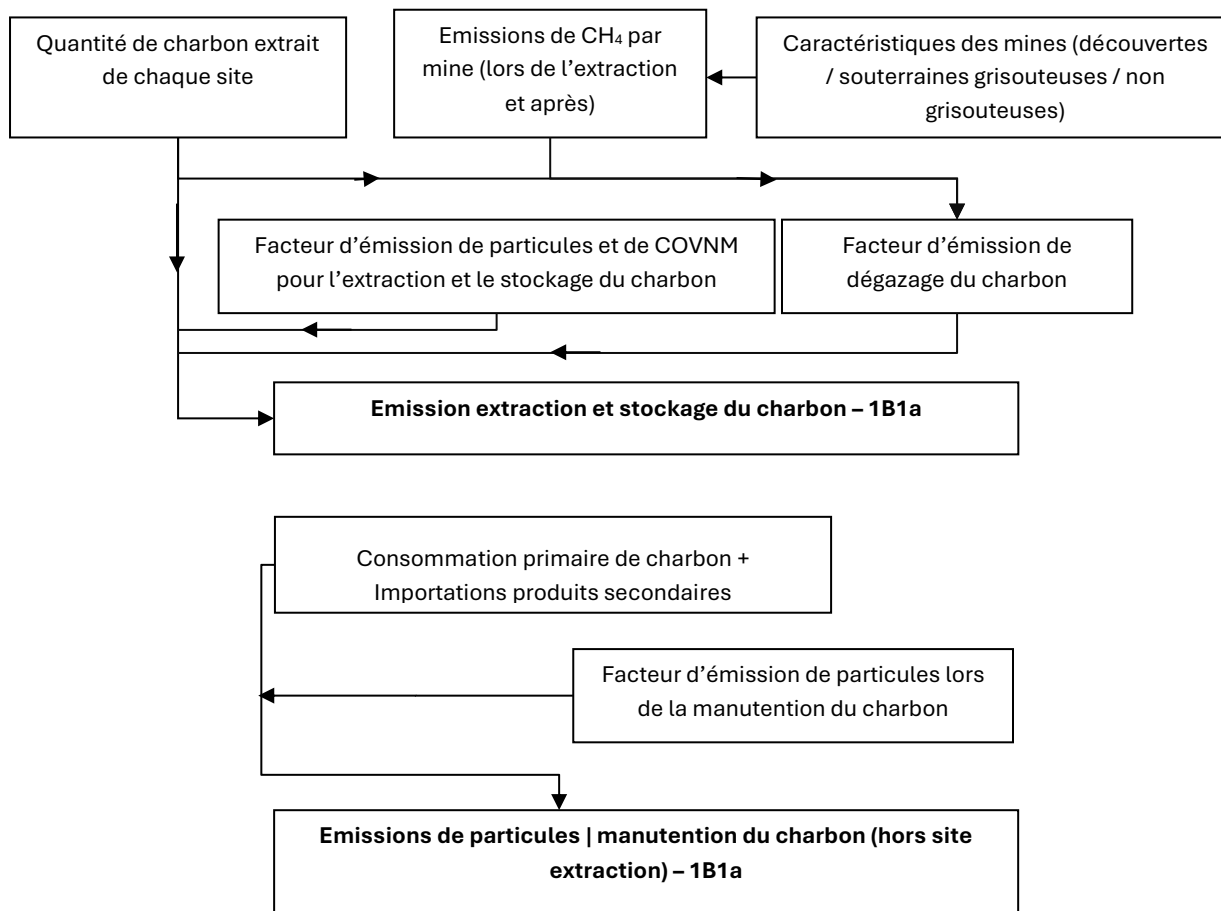 Quantité de charbon extrait
de chaque site
Emissions de CH₄ par
mine (lors de l'extraction
et après)
Caractéristiques des mines (découvertes
/ souterraines grisouteuses / non
grisouteuses)
Facteur d'émission de particules et de COVNM
pour l'extraction et le stockage du charbon
Facteur d'émission de
dégazage du charbon
Emission extraction et stockage du charbon – 1B1a
Consommation primaire de charbon +
Importations produits secondaires
Facteur d'émission de particules lors
de la manutention du charbon
Emissions de particules | manutention du charbon (hors site
extraction) – 1B1a